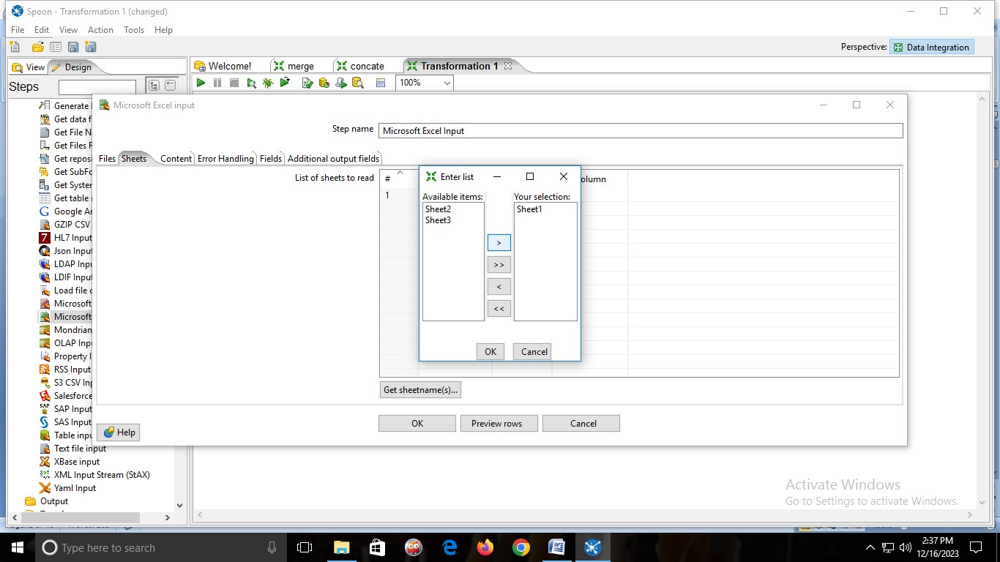 Spoon - Transformation 1 (changed)
File Edit View Action Tools Help
Perspective: Data Integration
View Design
Welcome! merge concate Transformation 1
Steps
100%
Generate
Get data f
Get File N
Get Files R
Get repos
Get SubFo
Get System
Get table
Google An
GZIP CSV
HL7 Input
Json Input
LDAP Inpu
LDIF Input
Load file c
Microsoft
Microsoft
Mondrian
OLAP Inpu
Property I
RSS Input
S3 CSV Inp
Salesforce
SAP Input
SAS Input
Table inpu
Text file input
XBase input
XML Input Stream (StAX)
Yaml Input
Output
Microsoft Excel input
Step name Microsoft Excel Input
Files Sheets Content Error Handling Fields Additional output fields
List of sheets to read
# olumn
1
Enter list
Available items: Your selection:
Sheet2 Sheet1
Sheet3
>
>>
<
<<
OK Cancel
Get sheetname(s)...
OK Preview rows Cancel
Help
Activate Windows
Go to Settings to activate Windows.
Type here to search
2:37 PM
12/16/2023